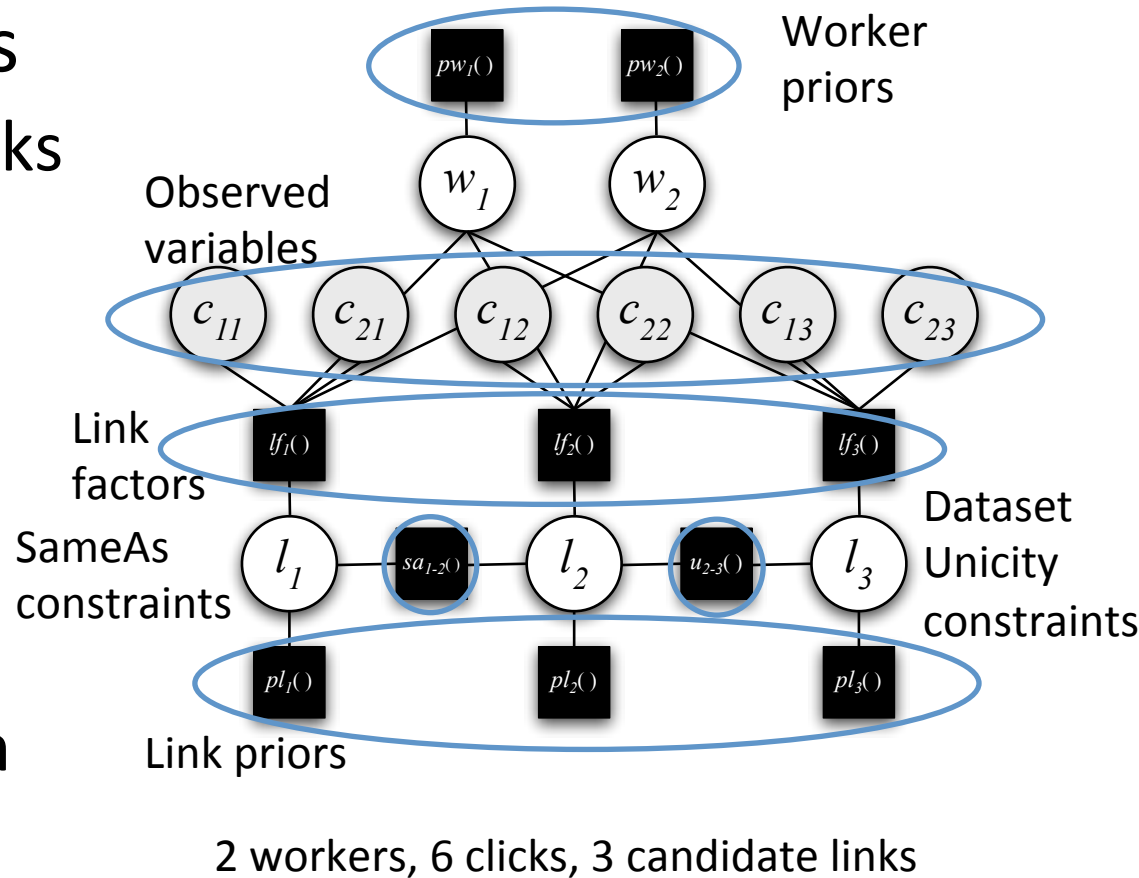 s
ks
Worker
priors
pw1( ) pw2( )
w1 w2
Observed
variables
c11 c21 c12 c22 c13 c23
Link
factors
lf1( ) lf2( ) lf3( )
SameAs
constraints
l1 sa1-2( ) l2 u2-3( ) l3
Dataset
Unicity
constraints
pl1( ) pl2( ) pl3( )
Link priors
2 workers, 6 clicks, 3 candidate links